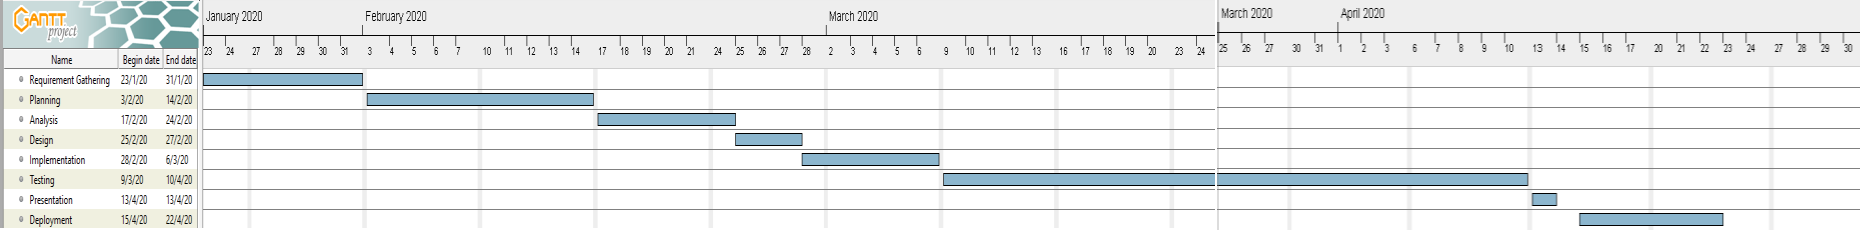 GANTT
project
January 2020 February 2020 March 2020 March 2020 April 2020
23 24 27 28 29 30 31 3 4 5 6 7 10 11 12 13 14 17 18 19 20 21 24 25 26 27 28 2 3 4 5 6 9 10 11 12 13 16 17 18 19 20 23 24 25 26 27 30 31 1 2 3 6 7 8 9 10 13 14 15 16 17 20 21 22 23 24 27 28 29 30
Name Begin date End date
Requirement Gathering 23/1/20 31/1/20
Planning 3/2/20 14/2/20
Analysis 17/2/20 24/2/20
Design 25/2/20 27/2/20
Implementation 28/2/20 6/3/20
Testing 9/3/20 10/4/20
Presentation 13/4/20 13/4/20
Deployment 15/4/20 22/4/20